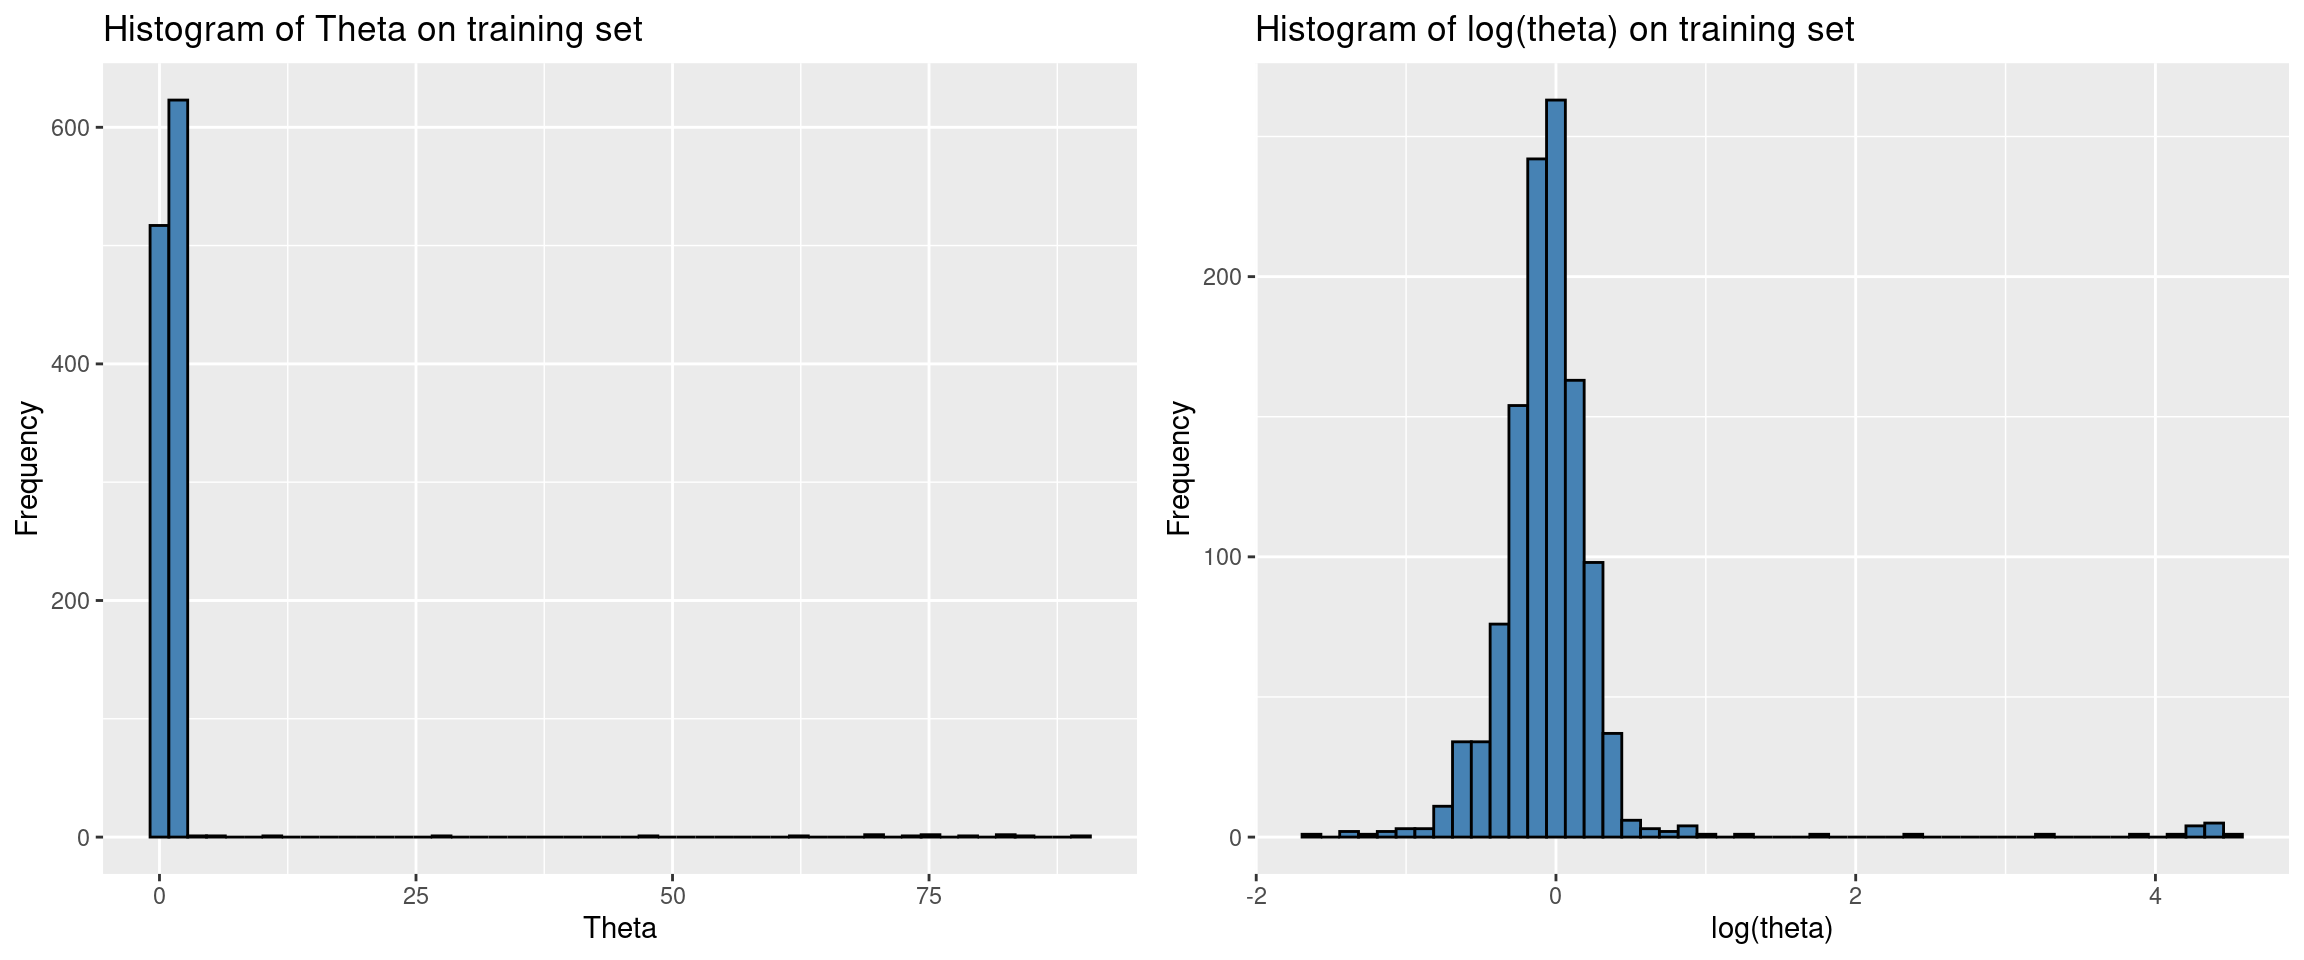 Histogram of Theta on training set
600
400
200
0
Frequency
0 25 50 75
Theta
Histogram of log(theta) on training set
200
100
0
Frequency
-2 0 2 4
log(theta)